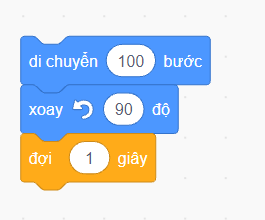 di chuyển 100 bước
xoay 90 độ
đợi 1 giây